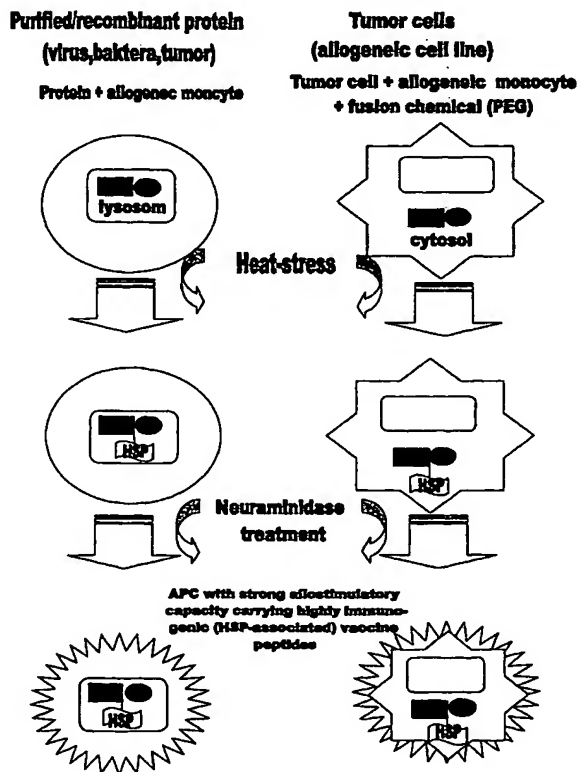 Purified/recombinant protein
(virus,baktera,tumor)
Protein + allogenec moncyte
Tumor cells
(allogeneic cell line)
Tumor cell + allogeneic monocyte
+ fusion chemical (PEG)
lysosom
cytosol
Heat-stress
HSP
HSP
Neuraminidase
treatment
APC with strong allostimulatory
capacity carrying highly immuno-
genic (HSP-associated) vaccine
peptides
HSP
HSP